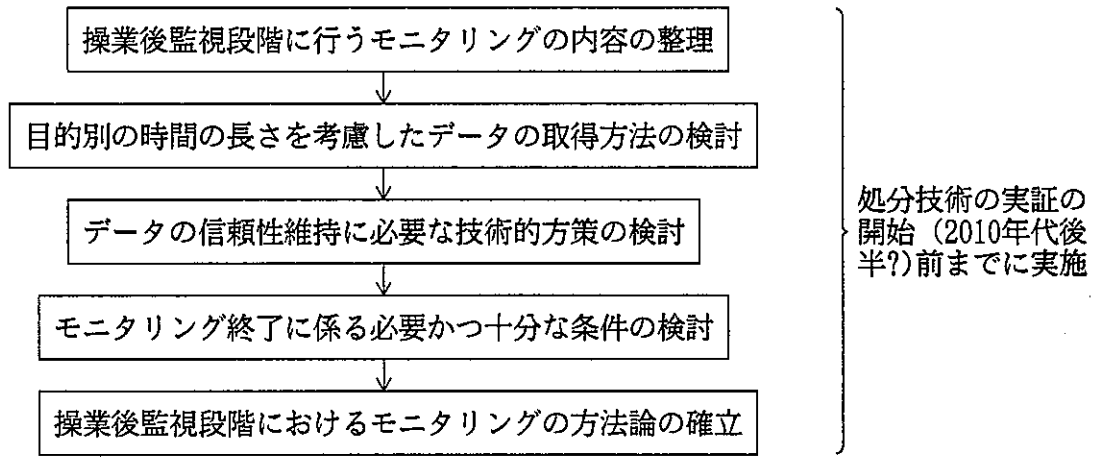 操業後監視段階に行うモニタリングの内容の整理
目的別の時間の長さを考慮したデータの取得方法の検討
データの信頼性維持に必要な技術的方策の検討
モニタリング終了に係る必要かつ十分な条件の検討
操業後監視段階におけるモニタリングの方法論の確立
処分技術の実証の
開始（2010年代後
半?)前までに実施